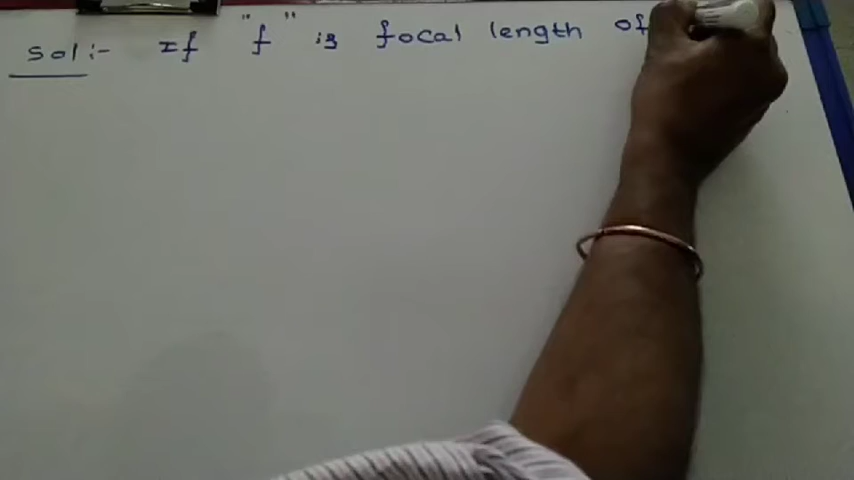 Sol :- If "f" is focal length of